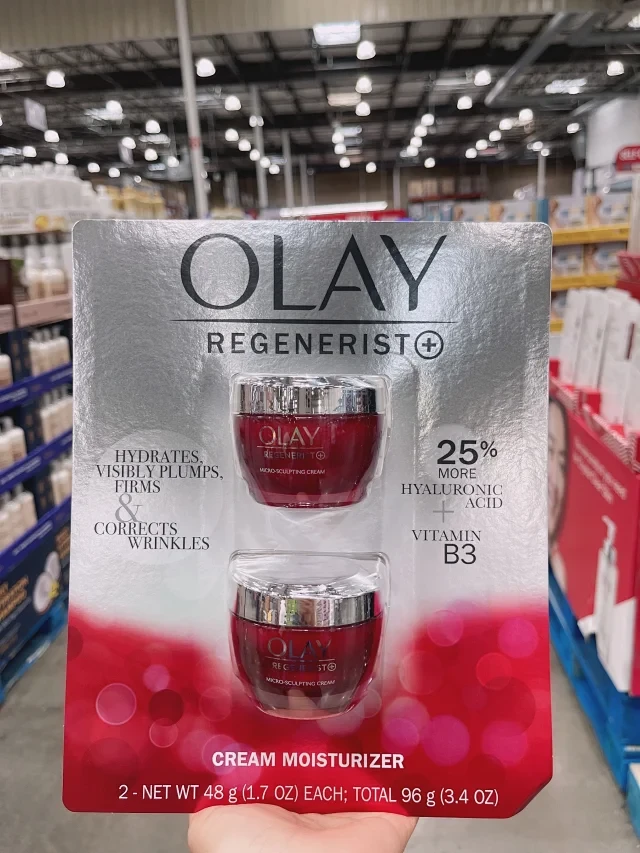 OLAY
REGENERIST+
OLAY
REGENERIST+
MICRO-SCULPTING CREAM
HYDRATES,
VISIBLY PLUMPS,
FIRMS
&
CORRECTS
WRINKLES
25%
MORE
HYALURONIC
ACID
+
VITAMIN
B3
OLAY
REGENERIST+
MICRO-SCULPTING CREAM
CREAM MOISTURIZER
2 - NET WT 48 g (1.7 OZ) EACH; TOTAL 96 g (3.4 OZ)